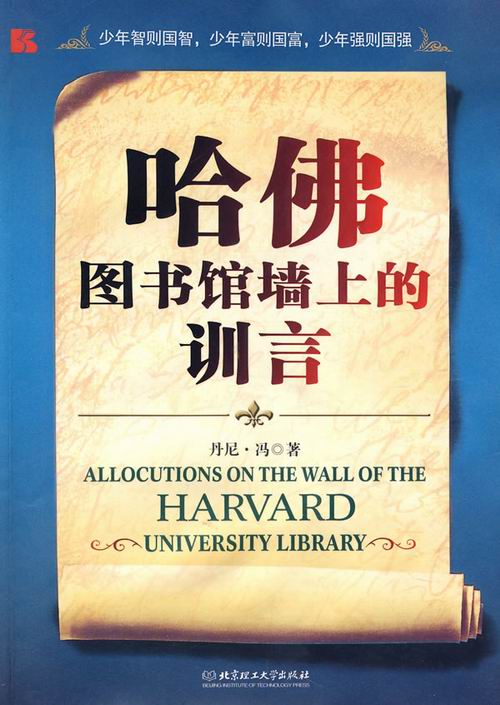 少年智则国智，少年富则国富，少年强则国强
哈佛
图书馆墙上的
训言
丹尼·冯◎著
ALLOCUTIONS ON THE WALL OF THE
HARVARD
UNIVERSITY LIBRARY
北京理工大学出版社
BEIJING INSTITUTE OF TECHNOLOGY PRESS